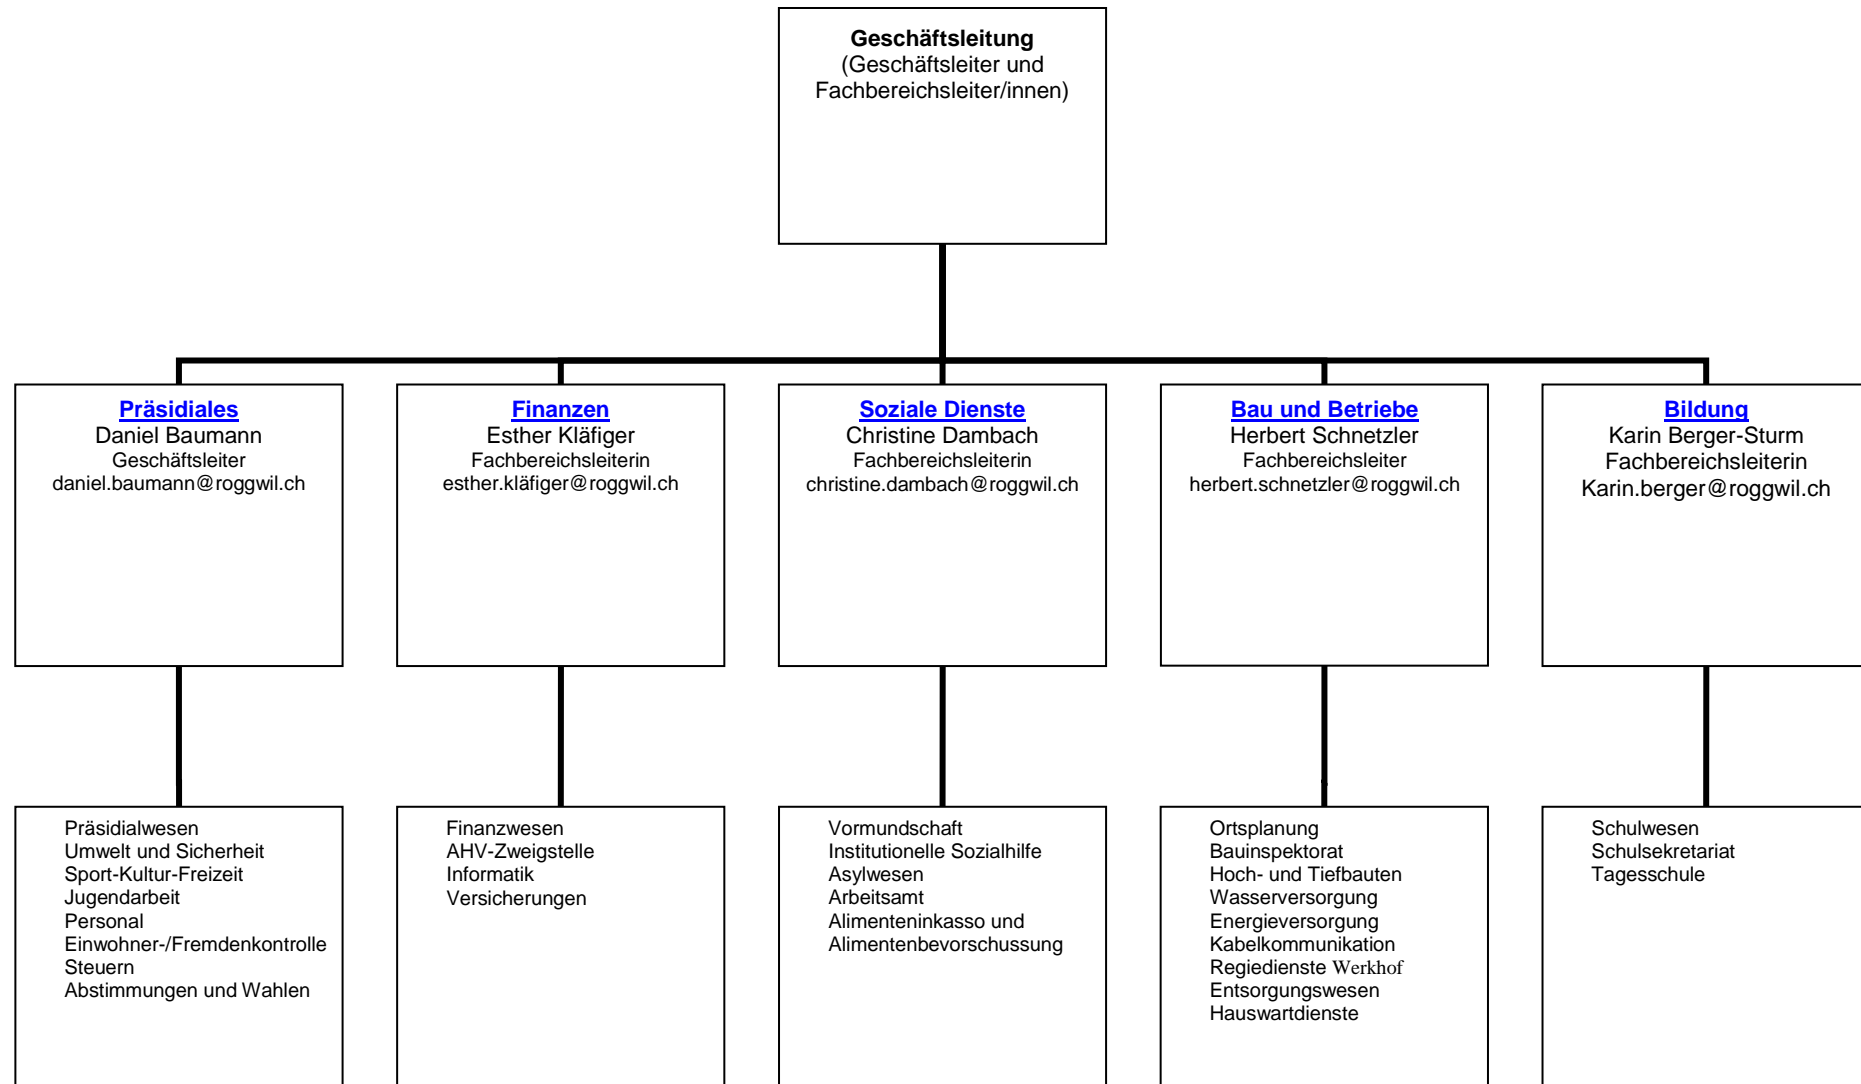 Geschäftsleitung
(Geschäftsleiter und
Fachbereichsleiter/innen)
Präsidiales
Daniel Baumann
Geschäftsleiter
daniel.baumann@roggwil.ch
Finanzen
Esther Kläfiger
Fachbereichsleiterin
esther.kläfiger@roggwil.ch
Soziale Dienste
Christine Dambach
Fachbereichsleiterin
christine.dambach@roggwil.ch
Bau und Betriebe
Herbert Schnetzler
Fachbereichsleiter
herbert.schnetzler@roggwil.ch
Bildung
Karin Berger-Sturm
Fachbereichsleiterin
Karin.berger@roggwil.ch
Präsidialwesen
Umwelt und Sicherheit
Sport-Kultur-Freizeit
Jugendarbeit
Personal
Einwohner-/Fremdenkontrolle
Steuern
Abstimmungen und Wahlen
Finanzwesen
AHV-Zweigstelle
Informatik
Versicherungen
Vormundschaft
Institutionelle Sozialhilfe
Asylwesen
Arbeitsamt
Alimenteninkasso und
Alimentenbevorschussung
Ortsplanung
Bauinspektorat
Hoch- und Tiefbauten
Wasserversorgung
Energieversorgung
Kabelkommunikation
Regiedienste Werkhof
Entsorgungswesen
Hauswartdienste
Schulwesen
Schulsekretariat
Tagesschule